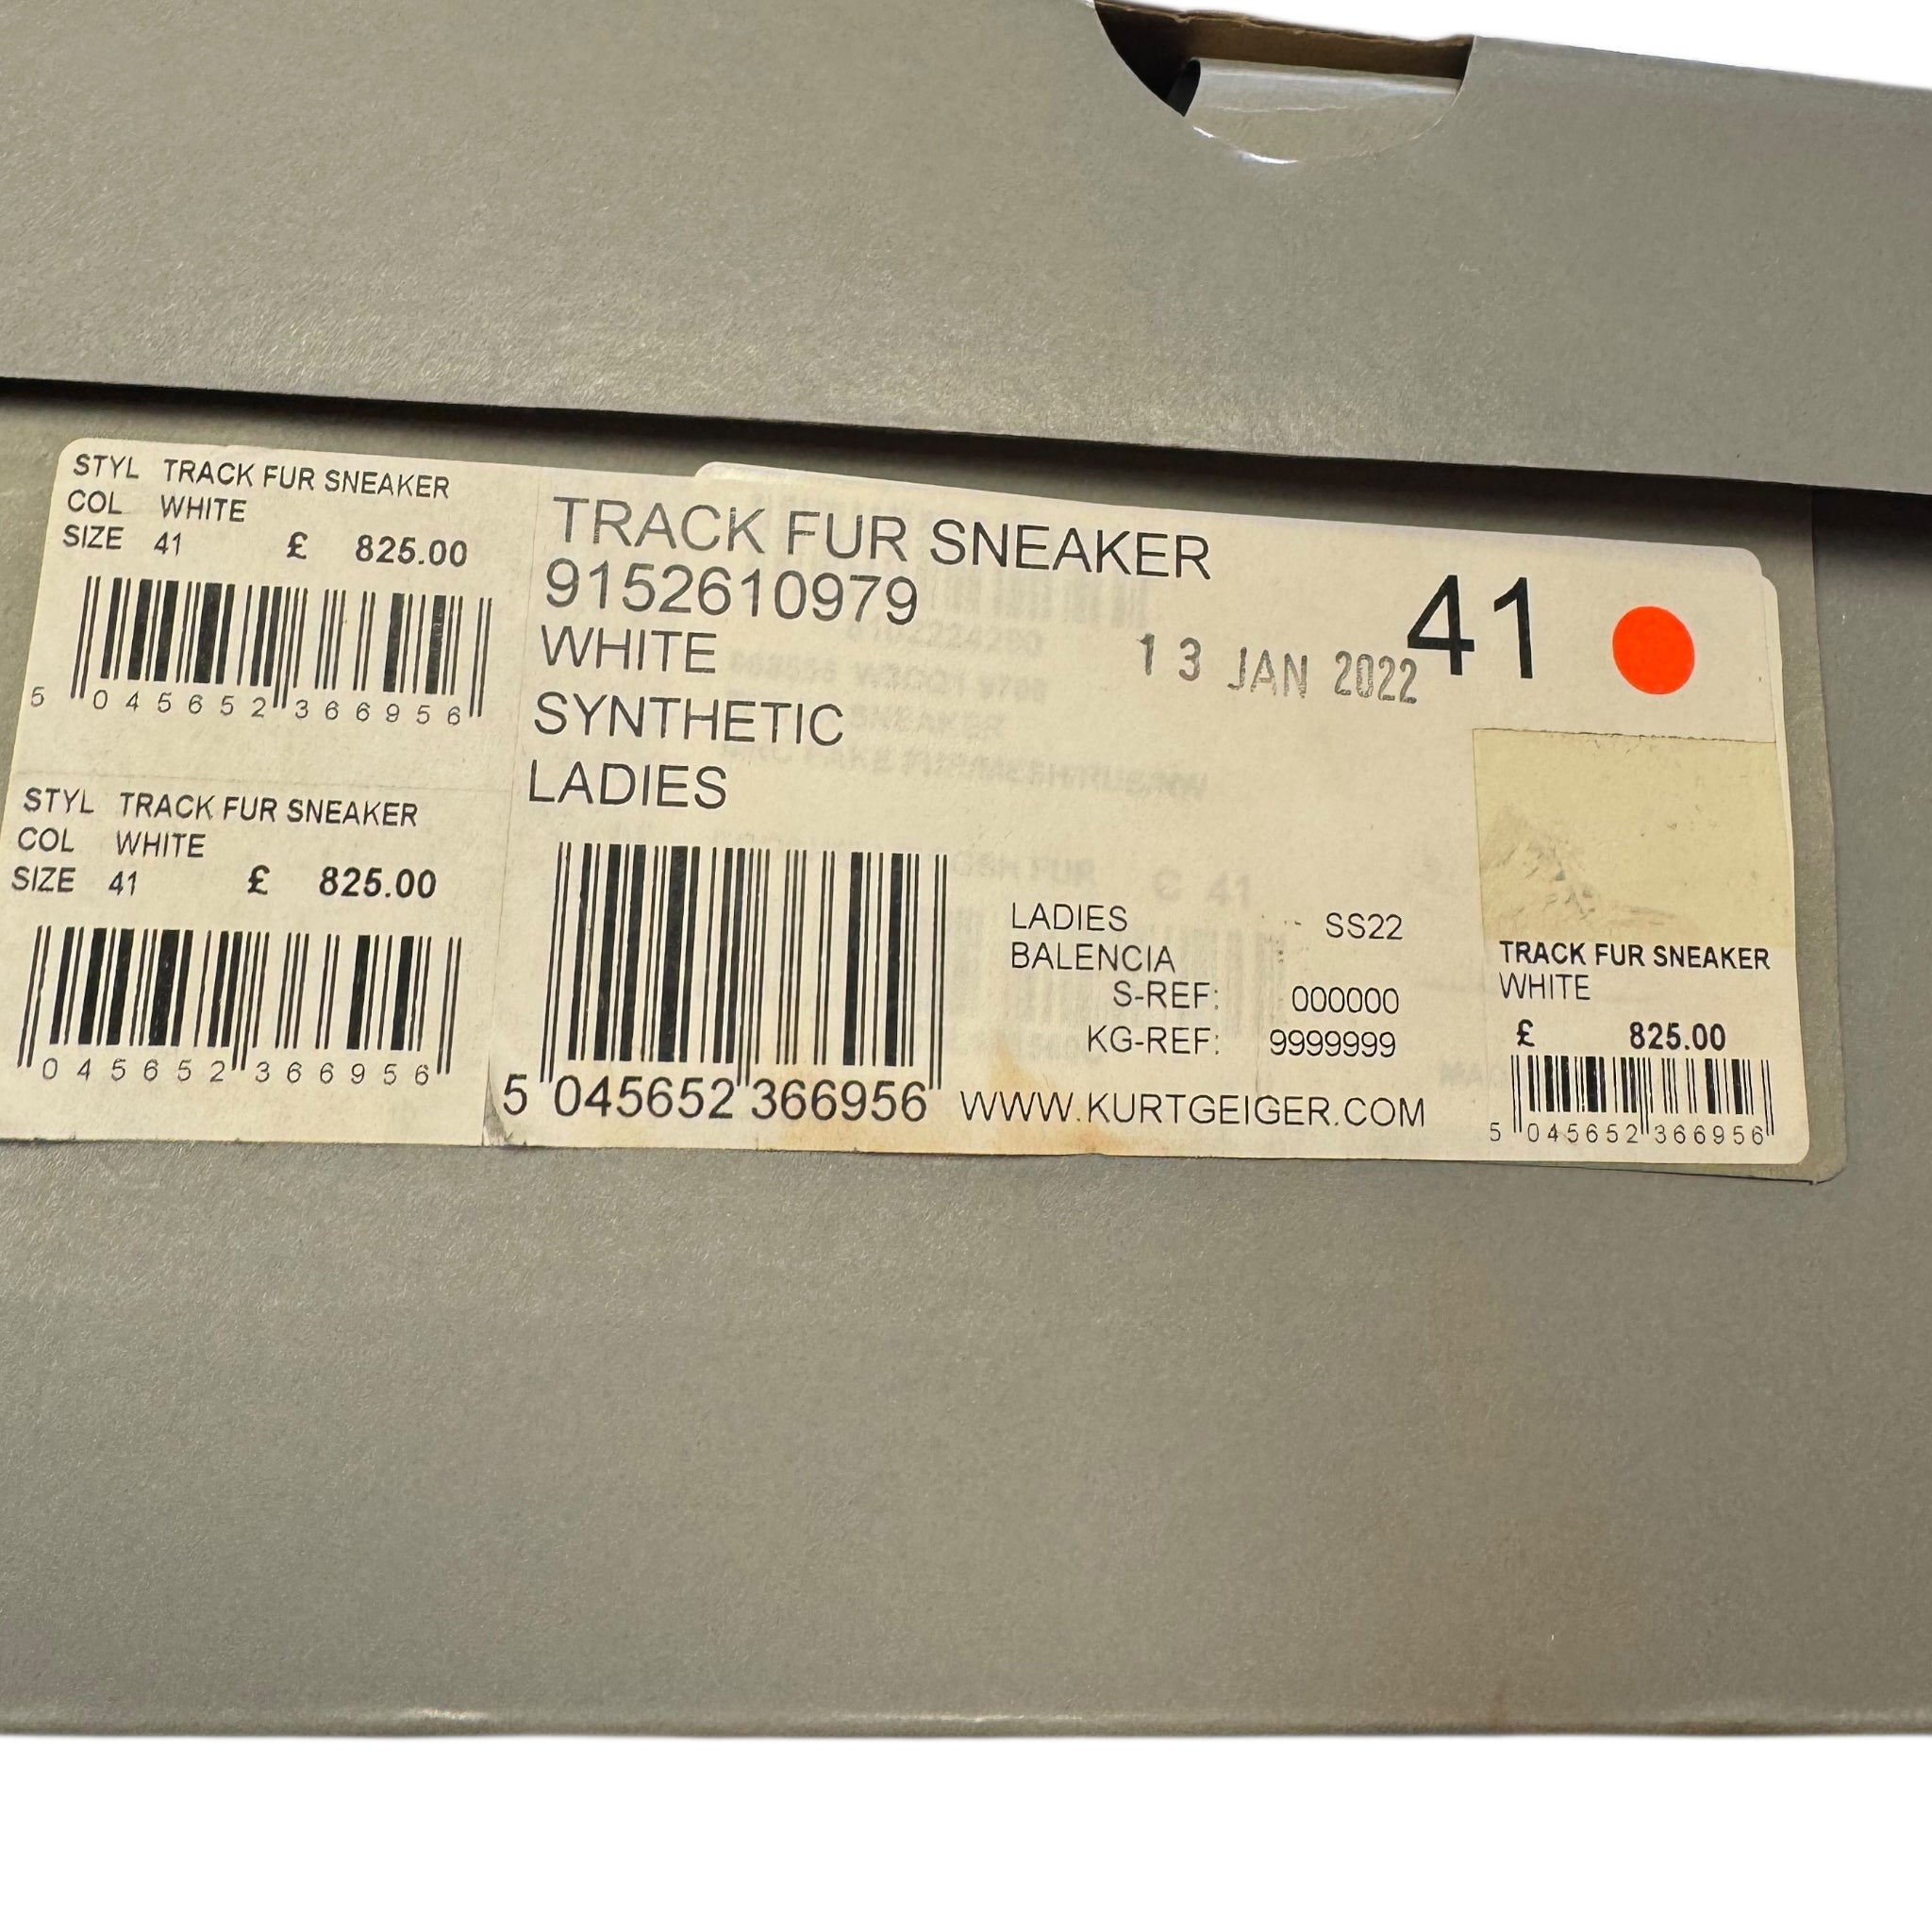 STYL TRACK FUR SNEAKER
COL WHITE
SIZE 41 £ 825.00
5 045652 366956
STYL TRACK FUR SNEAKER
COL WHITE
SIZE 41 £ 825.00
045652 366956
TRACK FUR SNEAKER
9152610979
WHITE
SYNTHETIC
LADIES
13 JAN 2022
41
5 045652 366956
LADIES SS22
BALENCIA
S-REF: 000000
KG-REF: 9999999
WWW.KURTGEIGER.COM
TRACK FUR SNEAKER
WHITE
£ 825.00
5 045652 366956